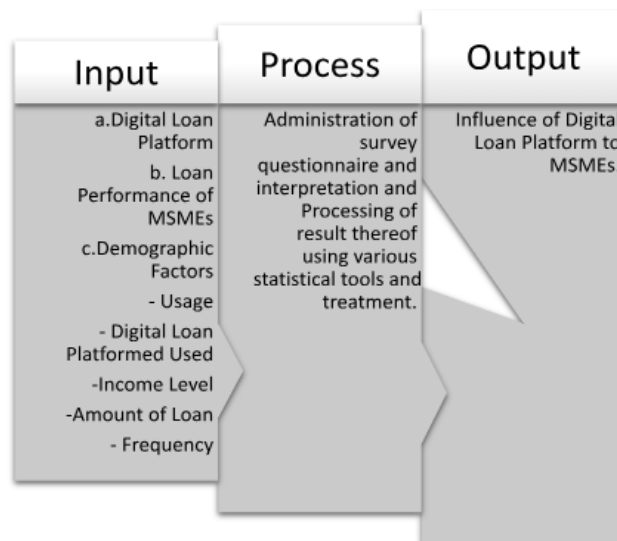 Input
a.Digital Loan
Platform
b. Loan
Performance of
MSMEs
c.Demographic
Factors
- Usage
- Digital Loan
Platformed Used
-Income Level
-Amount of Loan
- Frequency
Process
Administration of
survey
questionnaire and
interpretation and
Processing of
result thereof
using various
statistical tools and
treatment.
Output
Influence of Digital
Loan Platform to
MSMEs.